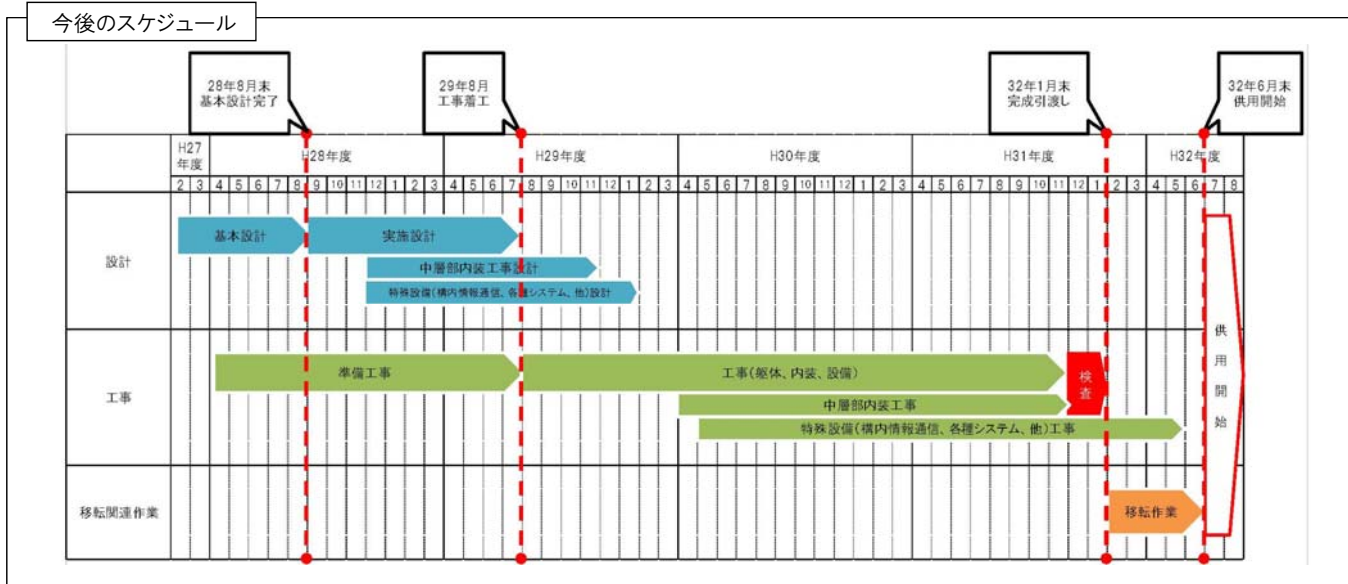 今後のスケジュール
28年8月末
基本設計完了
29年8月
工事着工
32年1月末
完成引渡し
32年6月末
供用開始
H27
年度
H28年度
H29年度
H30年度
H31年度
H32年度
2 3 4 5 6 7 8 9 10 11 12 1 2 3 4 5 6 7 8 9 10 11 12 1 2 3 4 5 6 7 8 9 10 11 12 1 2 3 4 5 6 7 8 9 10 11 12 1 2 3 4 5 6 7 8
設計
基本設計
実施設計
中層部内装工事設計
特殊設備(構内情報通信、各種システム、他)設計
工事
準備工事
工事(躯体、内装、設備)
検査
中層部内装工事
特殊設備(構内情報通信、各種システム、他)工事
供用開始
移転関連作業
移転作業